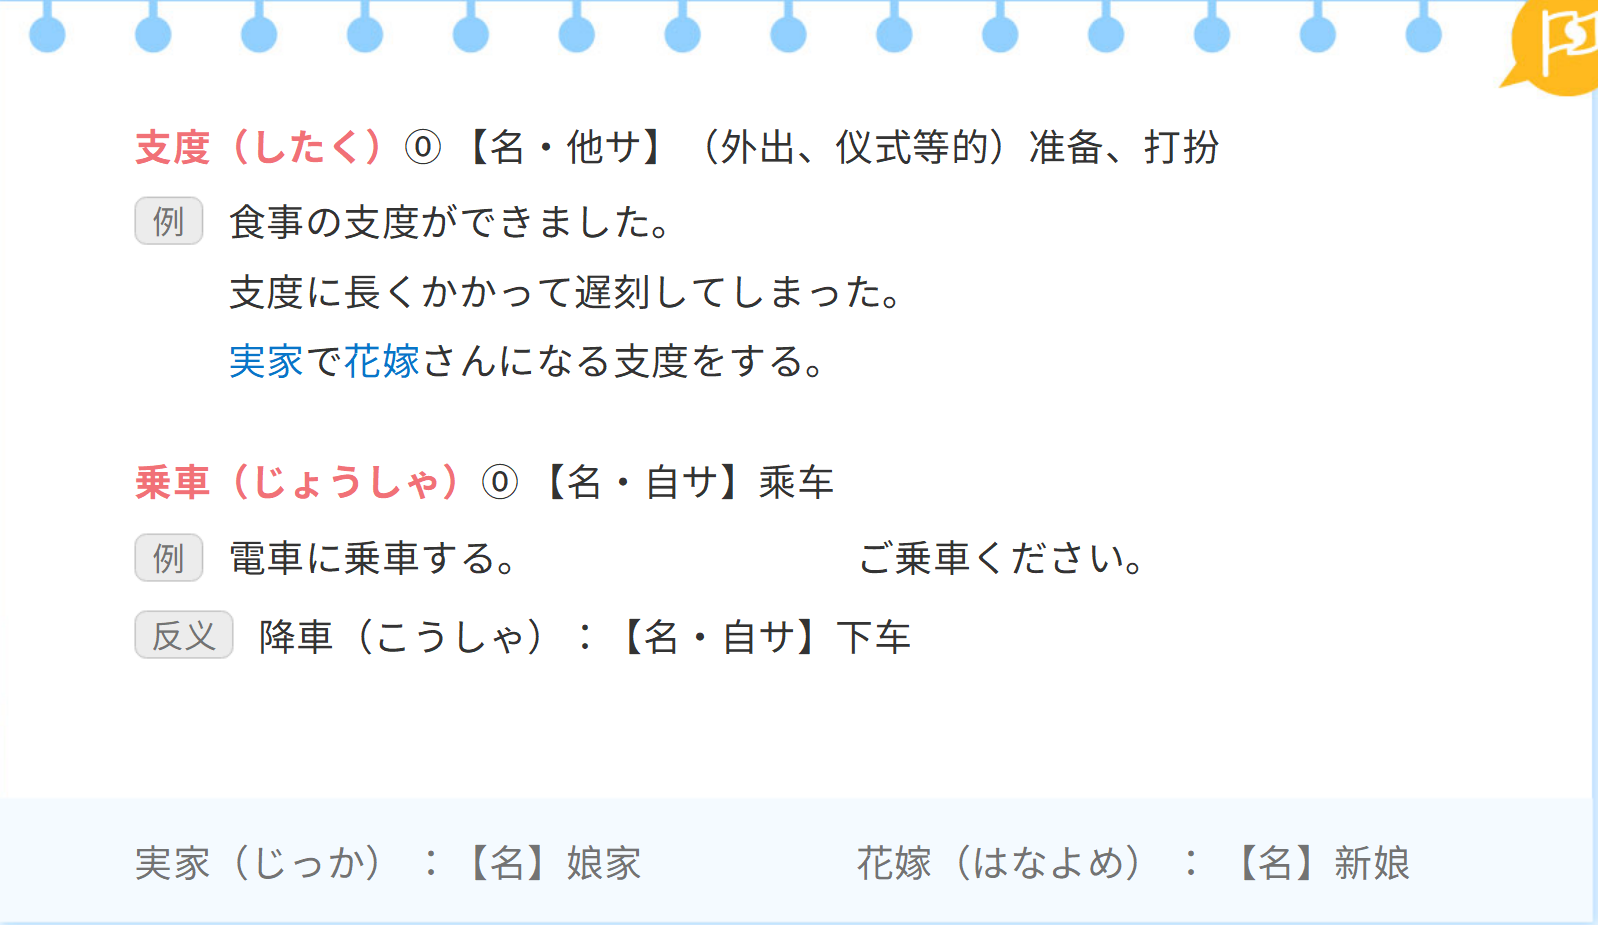 支度（したく）⓪【名・他サ】（外出、仪式等的）准备、打扮
例 食事の支度ができました。
支度に長くかかって遅刻してしまった。
実家で花嫁さんになる支度をする。
乗車（じょうしゃ）⓪【名・自サ】乘车
例 電車に乗車する。 ご乗車ください。
反义 降車（こうしゃ）：【名・自サ】下车
実家（じっか）：【名】娘家 花嫁（はなよめ）：【名】新娘